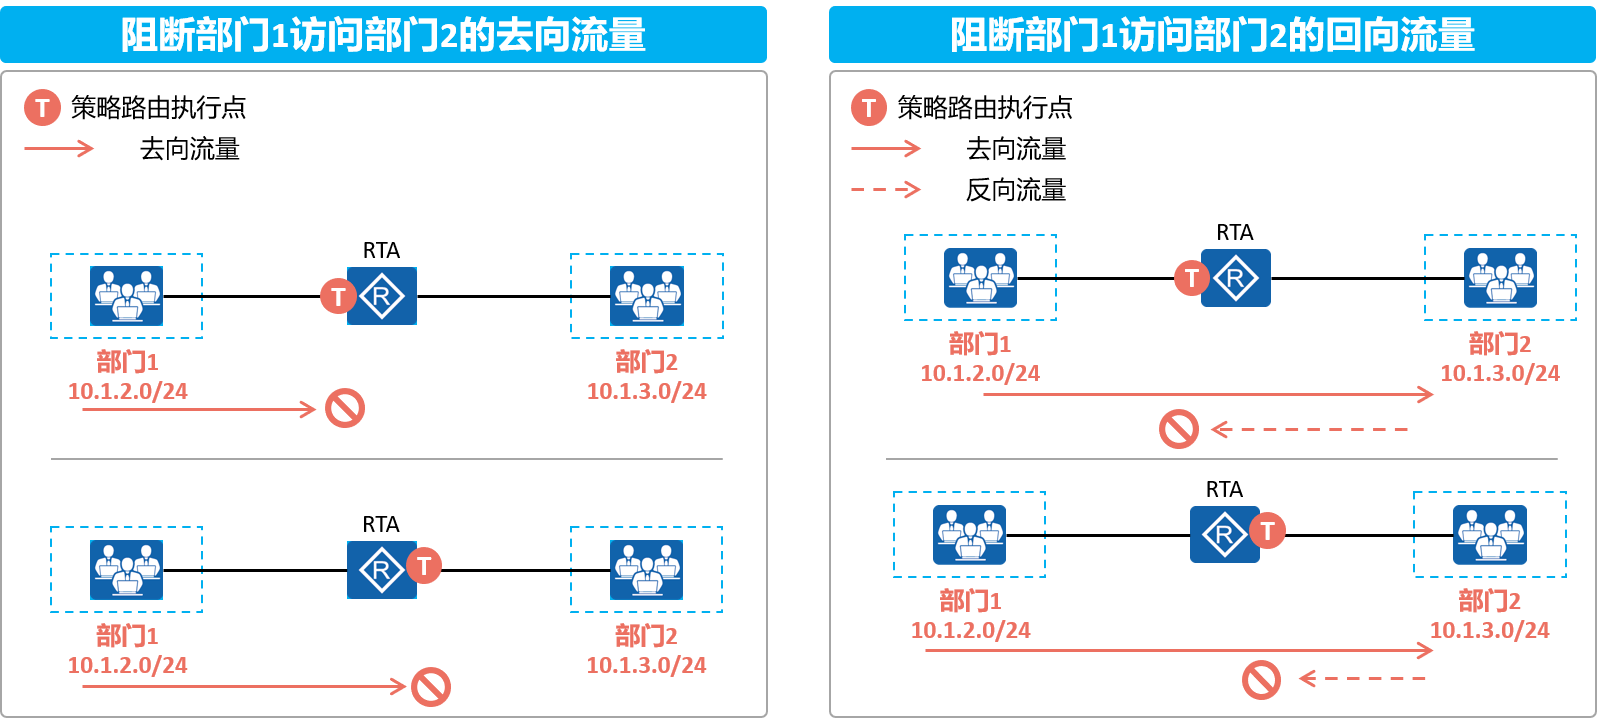 阻断部门1访问部门2的去向流量
T 策略路由执行点
去向流量
RTA
T
R
部门1
10.1.2.0/24
部门2
10.1.3.0/24
RTA
R
T
部门1
10.1.2.0/24
部门2
10.1.3.0/24
阻断部门1访问部门2的回向流量
T 策略路由执行点
去向流量
反向流量
RTA
T
R
部门1
10.1.2.0/24
部门2
10.1.3.0/24
RTA
R
T
部门1
10.1.2.0/24
部门2
10.1.3.0/24